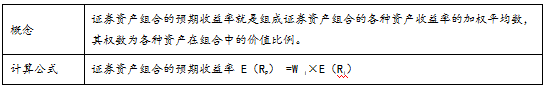 概念
证券资产组合的预期收益率就是组成证券资产组合的各种资产收益率的加权平均数，
其权数为各种资产在组合中的价值比例。
计算公式
证券资产组合的预期收益率 E（RP） =W i×E（Ri）